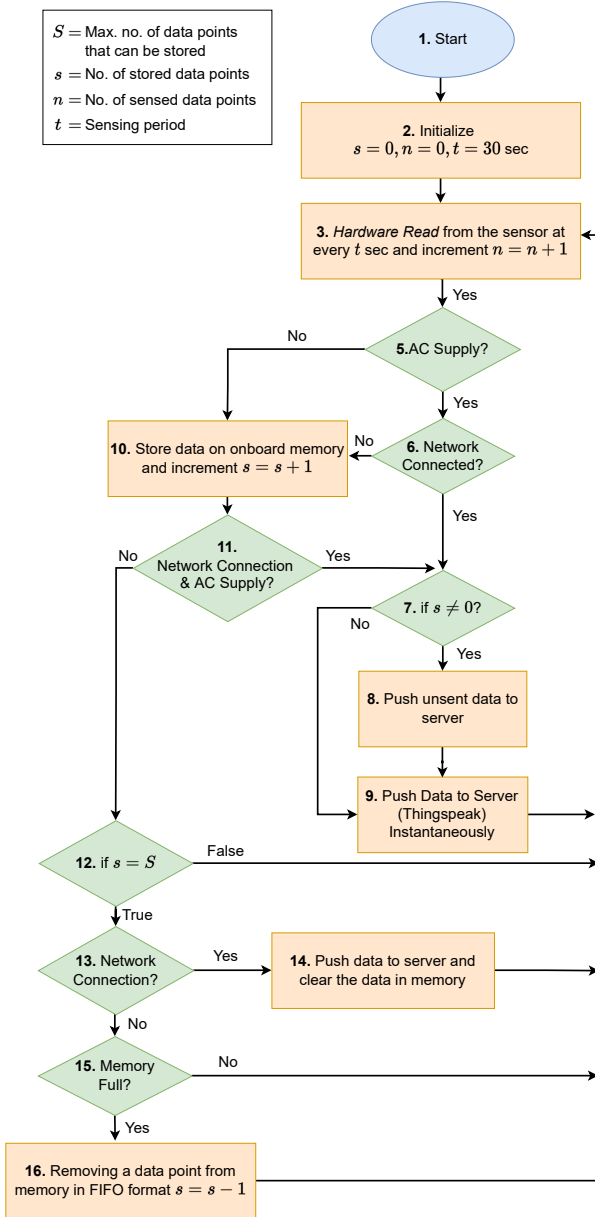 S = Max. no. of data points
that can be stored
s = No. of stored data points
n = No. of sensed data points
t = Sensing period
1. Start
2. Initialize
s = 0, n = 0, t = 30 sec
3. Hardware Read from the sensor at
every t sec and increment n = n + 1
Yes
5.AC Supply?
No
Yes
6. Network
Connected?
No
10. Store data on onboard memory
and increment s = s + 1
Yes
11.
Network Connection
& AC Supply?
No
Yes
7. if s ≠ 0?
No
Yes
8. Push unsent data to
server
9. Push Data to Server
(Thingspeak)
Instantaneously
12. if s = S
False
True
13. Network
Connection?
Yes
14. Push data to server and
clear the data in memory
No
15. Memory
Full?
No
Yes
16. Removing a data point from
memory in FIFO format s = s − 1